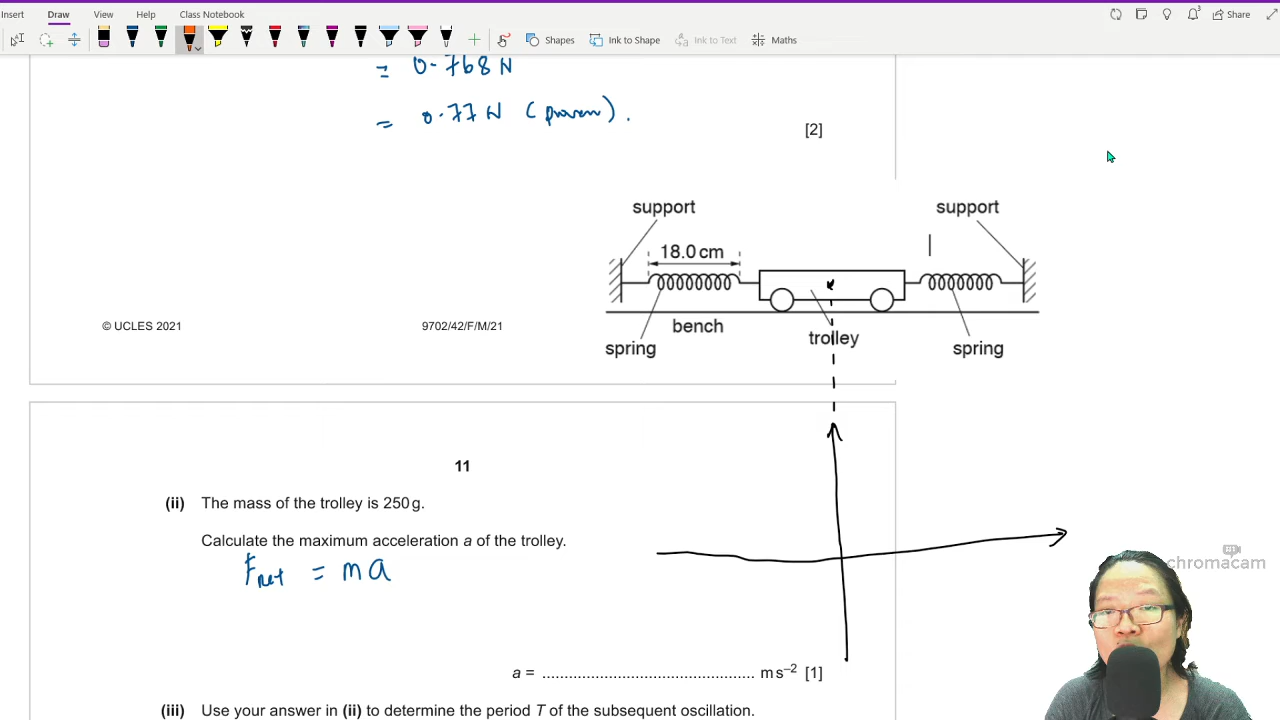 Insert Draw View Help Class Notebook Share
Shapes Ink to Shape Ink to Text Maths
= 0.768 N
= 0.77 N (proven).
[2]
support support
18.0 cm
bench trolley
spring spring
© UCLES 2021 9702/42/F/M/21
11
(ii) The mass of the trolley is 250 g.
Calculate the maximum acceleration a of the trolley.
Fnet = ma
chromacam
a = ................................................. m s⁻² [1]
(iii) Use your answer in (ii) to determine the period T of the subsequent oscillation.